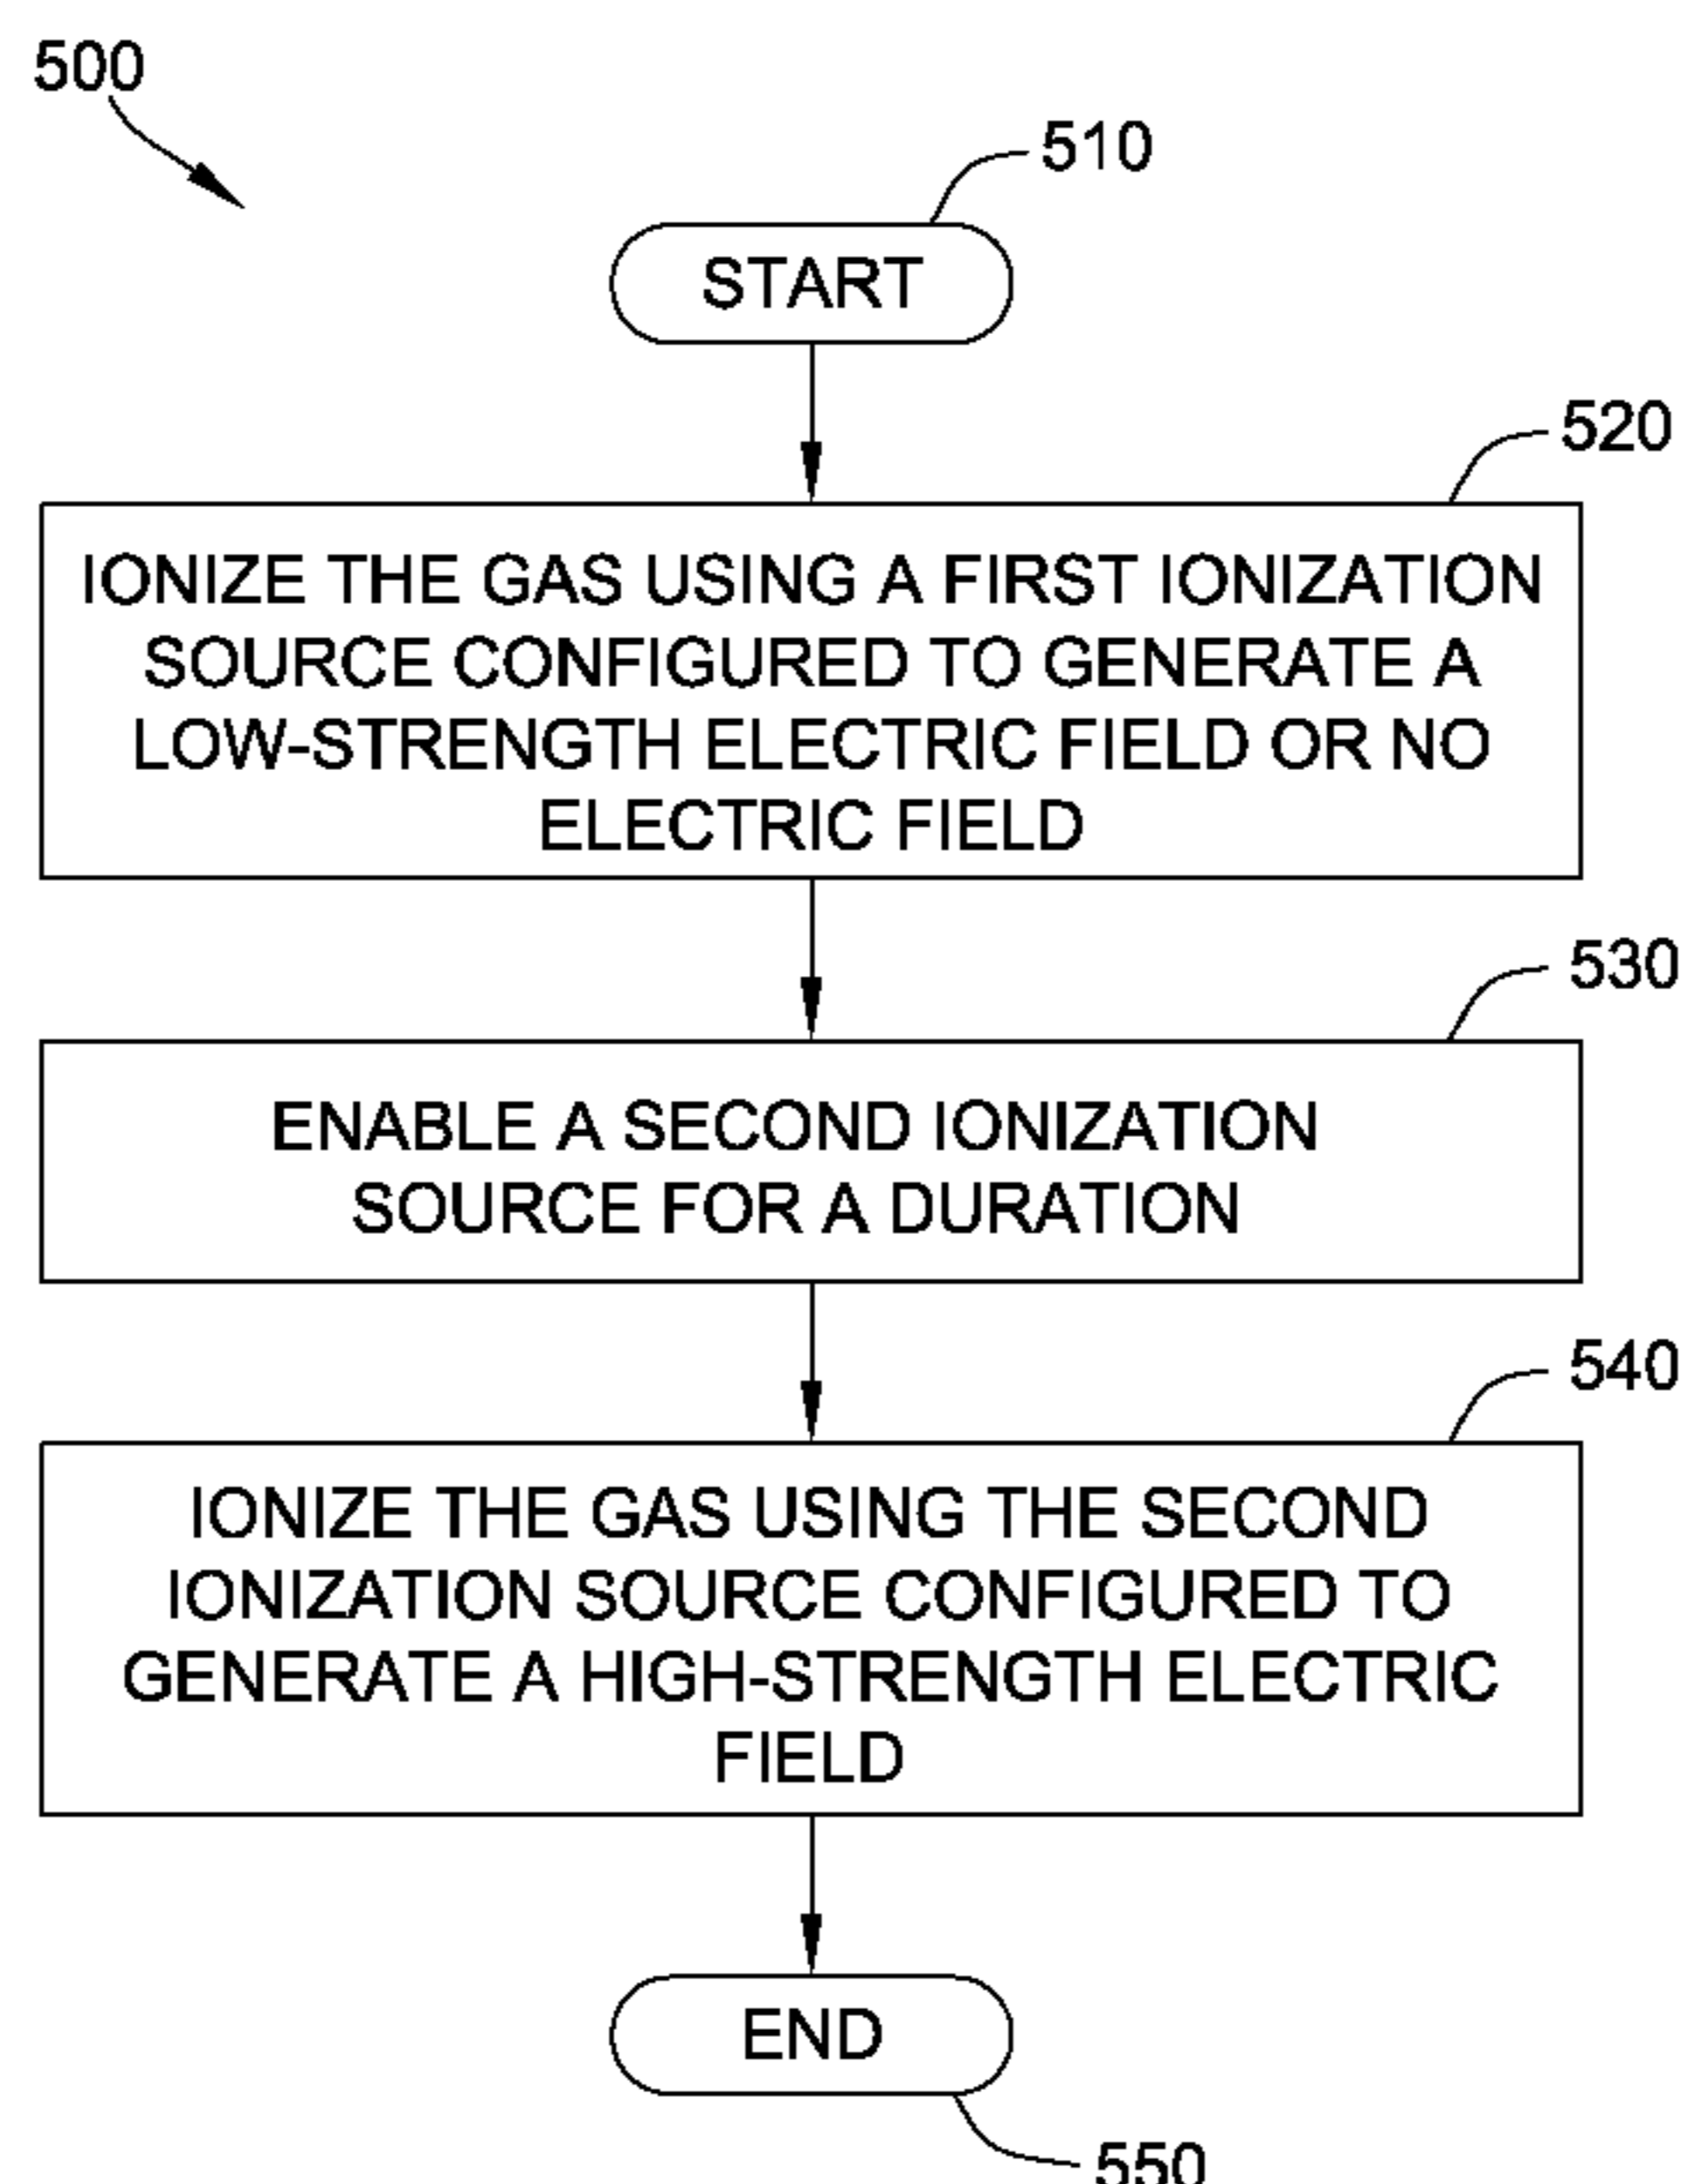 500
510
START
520
IONIZE THE GAS USING A FIRST IONIZATION
SOURCE CONFIGURED TO GENERATE A
LOW-STRENGTH ELECTRIC FIELD OR NO
ELECTRIC FIELD
530
ENABLE A SECOND IONIZATION
SOURCE FOR A DURATION
540
IONIZE THE GAS USING THE SECOND
IONIZATION SOURCE CONFIGURED TO
GENERATE A HIGH-STRENGTH ELECTRIC
FIELD
END
550